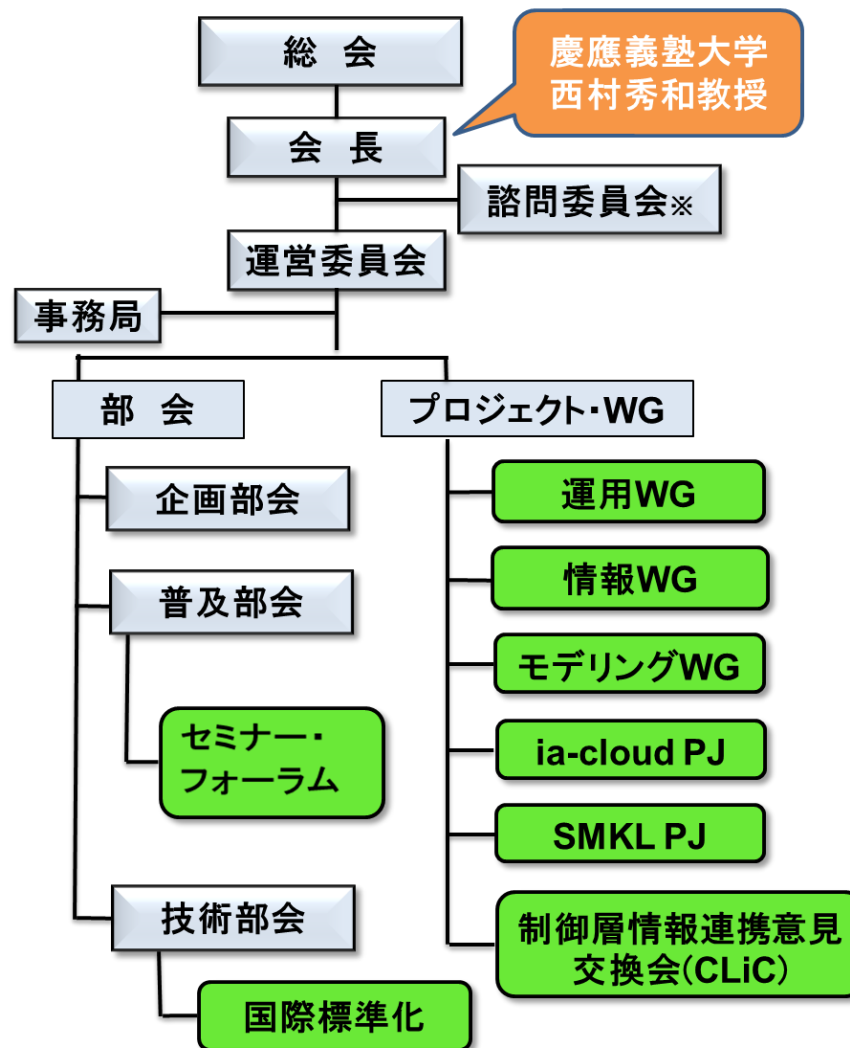 総 会
慶應義塾大学
西村秀和教授
会 長
諮問委員会※
運営委員会
事務局
部 会
プロジェクト・WG
企画部会
普及部会
セミナー・
フォーラム
技術部会
国際標準化
運用WG
情報WG
モデリングWG
ia-cloud PJ
SMKL PJ
制御層情報連携意見
交換会(CLiC)